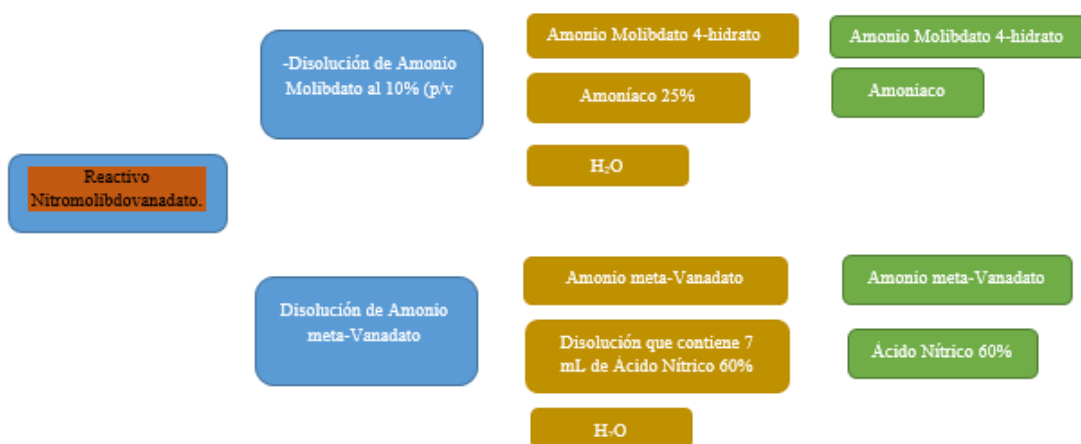 Reactivo
Nitromolibdovanadato.
-Disolución de Amonio
Molibdato al 10% (p/v
Amonio Molibdato 4-hidrato
Amoníaco 25%
H₂O
Amonio Molibdato 4-hidrato
Amoniaco
Disolución de Amonio
meta-Vanadato
Amonio meta-Vanadato
Disolución que contiene 7
mL de Ácido Nítrico 60%
H₂O
Amonio meta-Vanadato
Ácido Nítrico 60%